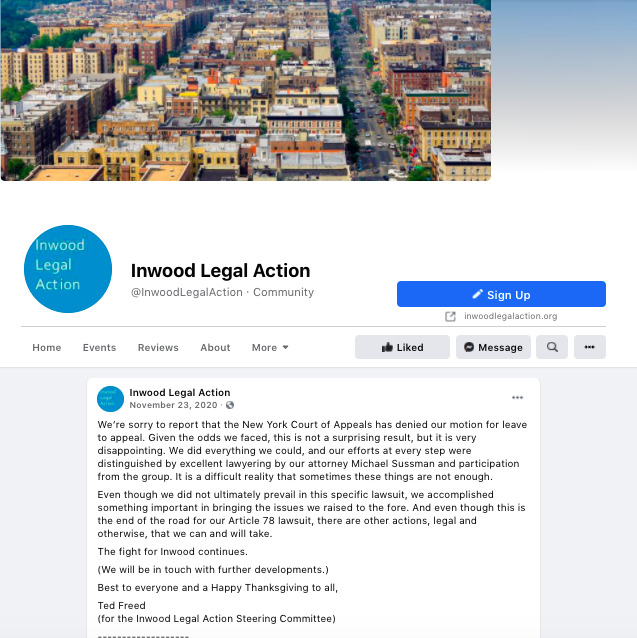 Inwood
Legal
Action
Inwood Legal Action
@InwoodLegalAction · Community
Sign Up
inwoodlegalaction.org
Home Events Reviews About More
Liked Message
Inwood
Legal
Action
Inwood Legal Action
November 23, 2020 ·
We're sorry to report that the New York Court of Appeals has denied our motion for leave
to appeal. Given the odds we faced, this is not a surprising result, but it is very
disappointing. We did everything we could, and our efforts at every step were
distinguished by excellent lawyering by our attorney Michael Sussman and participation
from the group. It is a difficult reality that sometimes these things are not enough.
Even though we did not ultimately prevail in this specific lawsuit, we accomplished
something important in bringing the issues we raised to the fore. And even though this is
the end of the road for our Article 78 lawsuit, there are other actions, legal and
otherwise, that we can and will take.
The fight for Inwood continues.
(We will be in touch with further developments.)
Best to everyone and a Happy Thanksgiving to all,
Ted Freed
(for the Inwood Legal Action Steering Committee)
-------------------